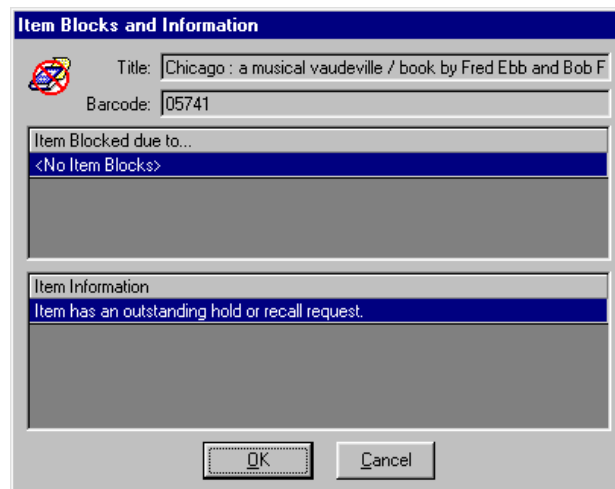 Item Blocks and Information
Title: Chicago : a musical vaudeville / book by Fred Ebb and Bob F
Barcode: 05741
Item Blocked due to...
<No Item Blocks>
Item Information
Item has an outstanding hold or recall request.
OK Cancel